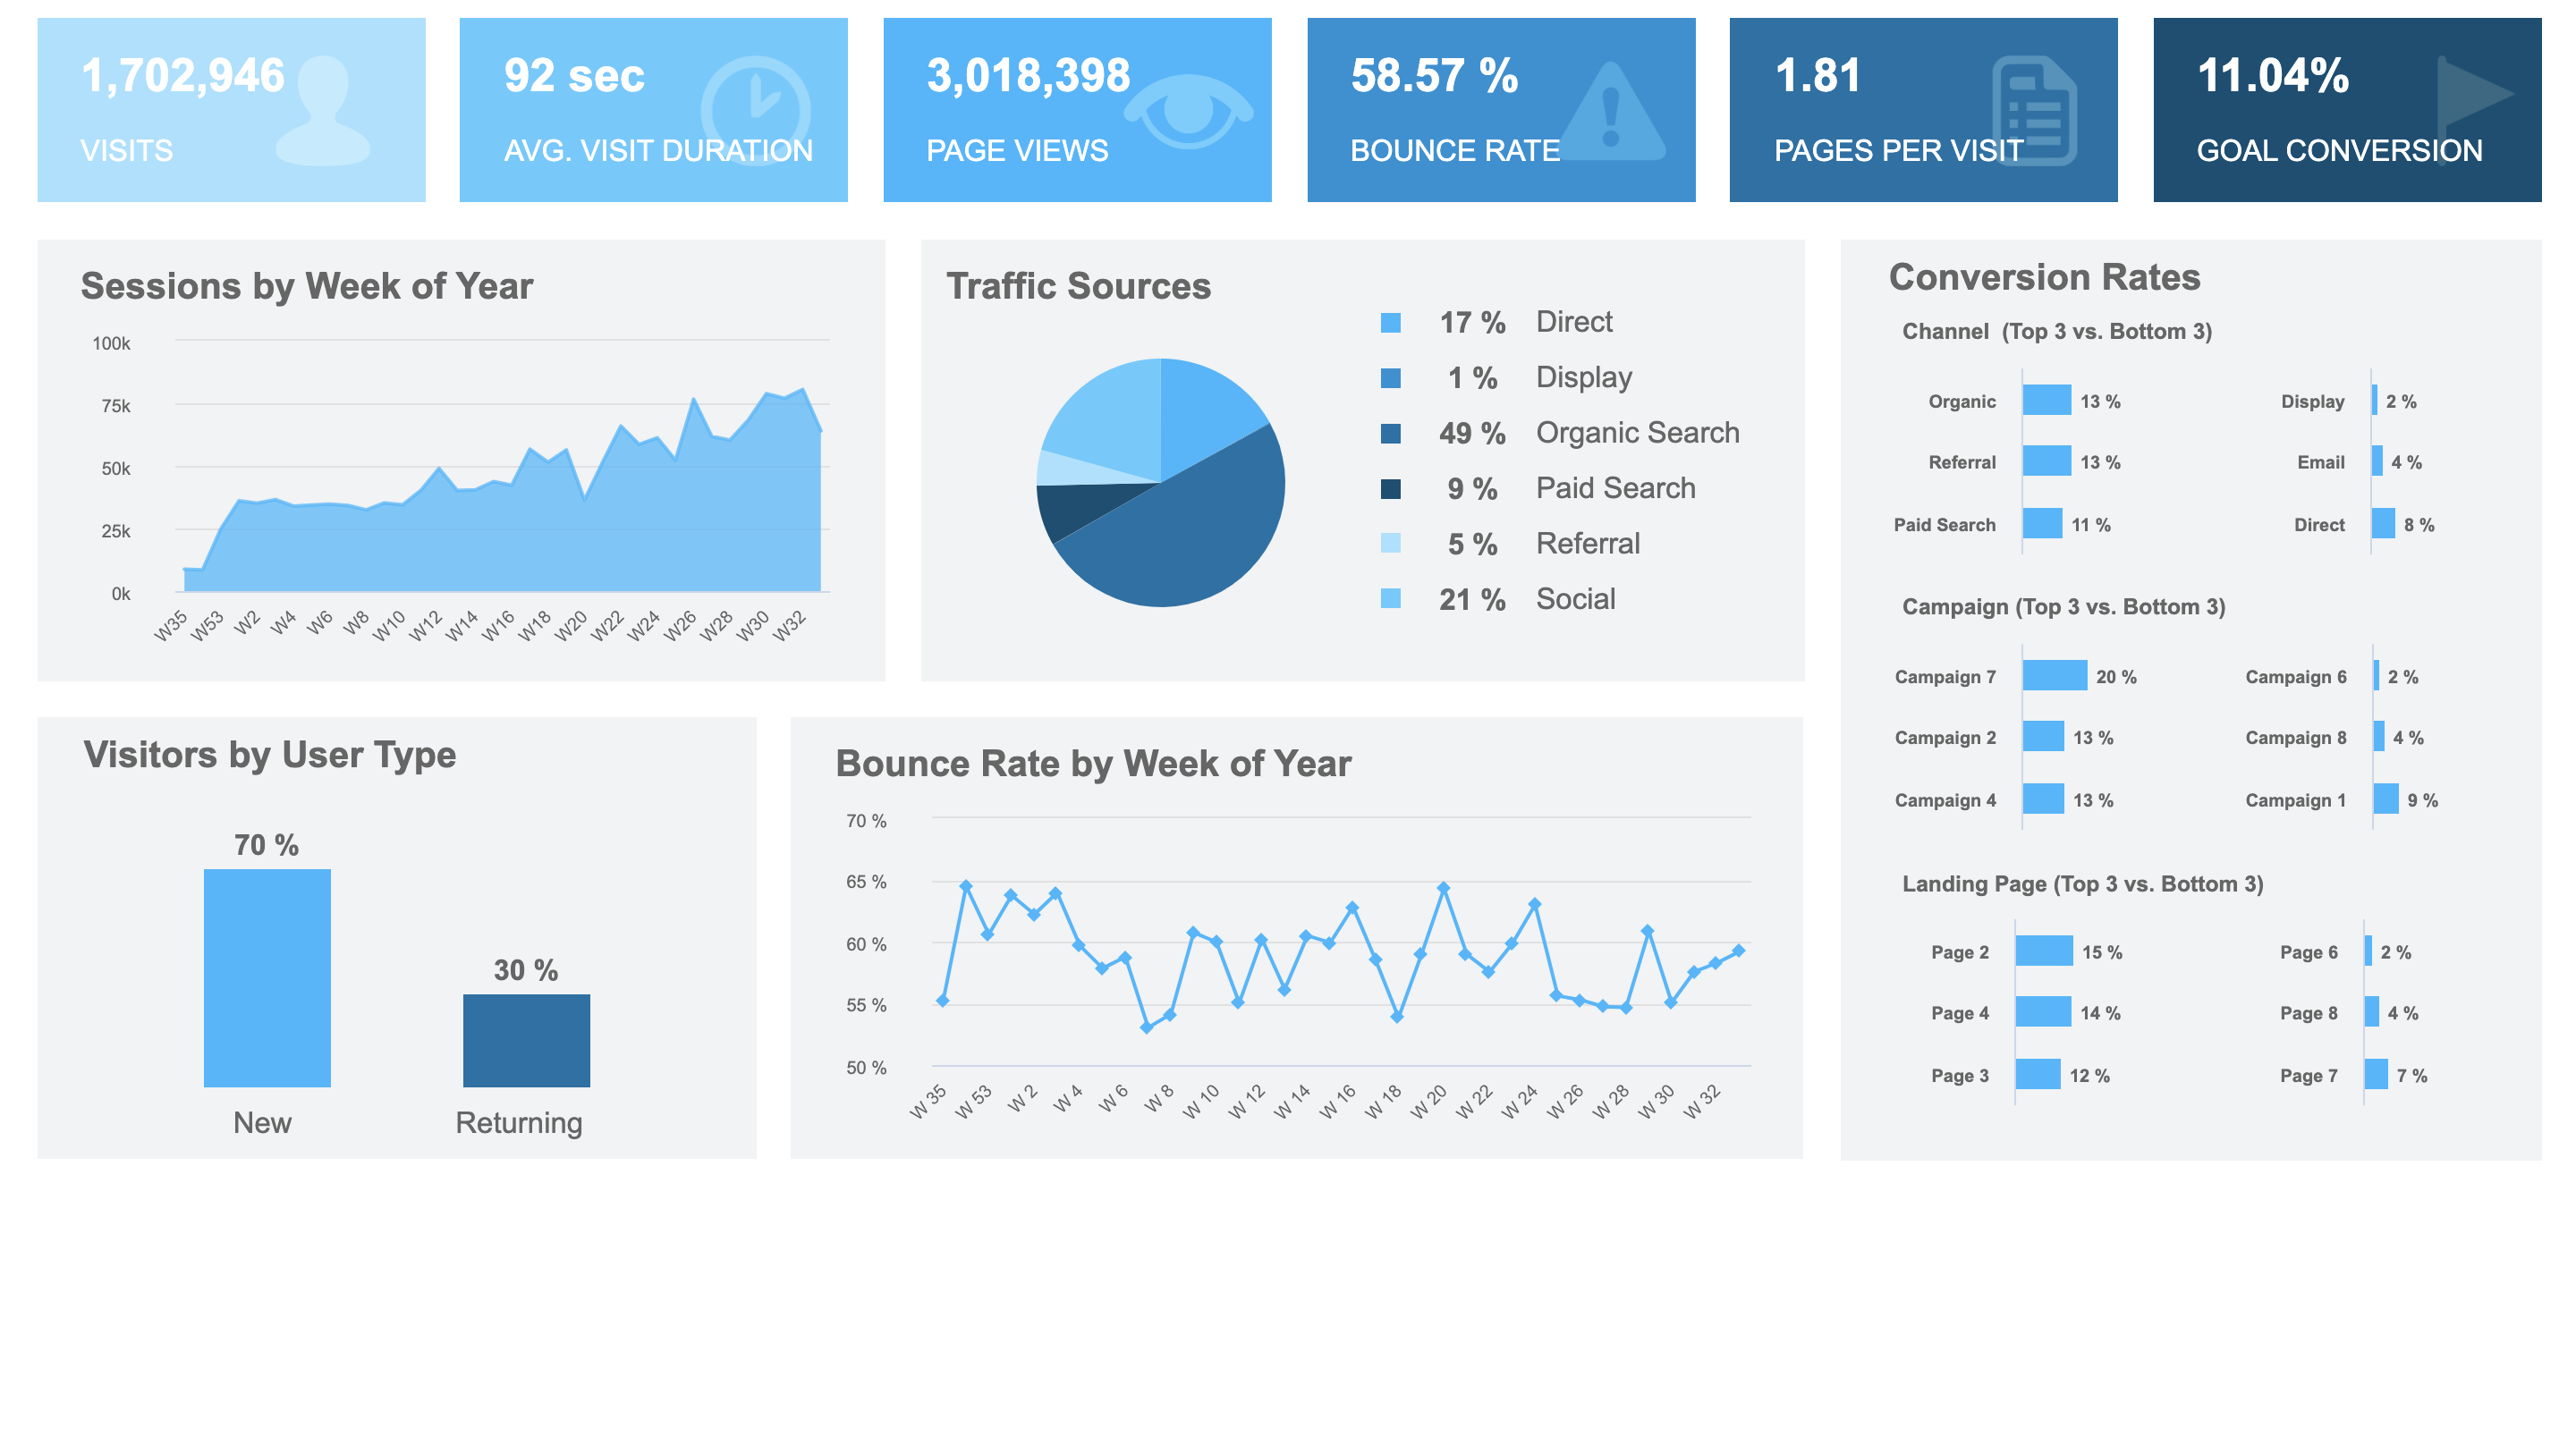 1,702,946
VISITS
92 sec
AVG. VISIT DURATION
3,018,398
PAGE VIEWS
58.57 %
BOUNCE RATE
1.81
PAGES PER VISIT
11.04%
GOAL CONVERSION
Sessions by Week of Year
100k
75k
50k
25k
0k
W35 W53 W2 W4 W6 W8 W10 W12 W14 W16 W18 W20 W22 W24 W26 W28 W30 W32
Traffic Sources
17 % Direct
1 % Display
49 % Organic Search
9 % Paid Search
5 % Referral
21 % Social
Conversion Rates
Channel (Top 3 vs. Bottom 3)
Organic 13 % Display 2 %
Referral 13 % Email 4 %
Paid Search 11 % Direct 8 %
Campaign (Top 3 vs. Bottom 3)
Campaign 7 20 % Campaign 6 2 %
Campaign 2 13 % Campaign 8 4 %
Campaign 4 13 % Campaign 1 9 %
Landing Page (Top 3 vs. Bottom 3)
Page 2 15 % Page 6 2 %
Page 4 14 % Page 8 4 %
Page 3 12 % Page 7 7 %
Visitors by User Type
70 %
30 %
New Returning
Bounce Rate by Week of Year
70 %
65 %
60 %
55 %
50 %
W 35 W 53 W 2 W 4 W 6 W 8 W 10 W 12 W 14 W 16 W 18 W 20 W 22 W 24 W 26 W 28 W 30 W 32